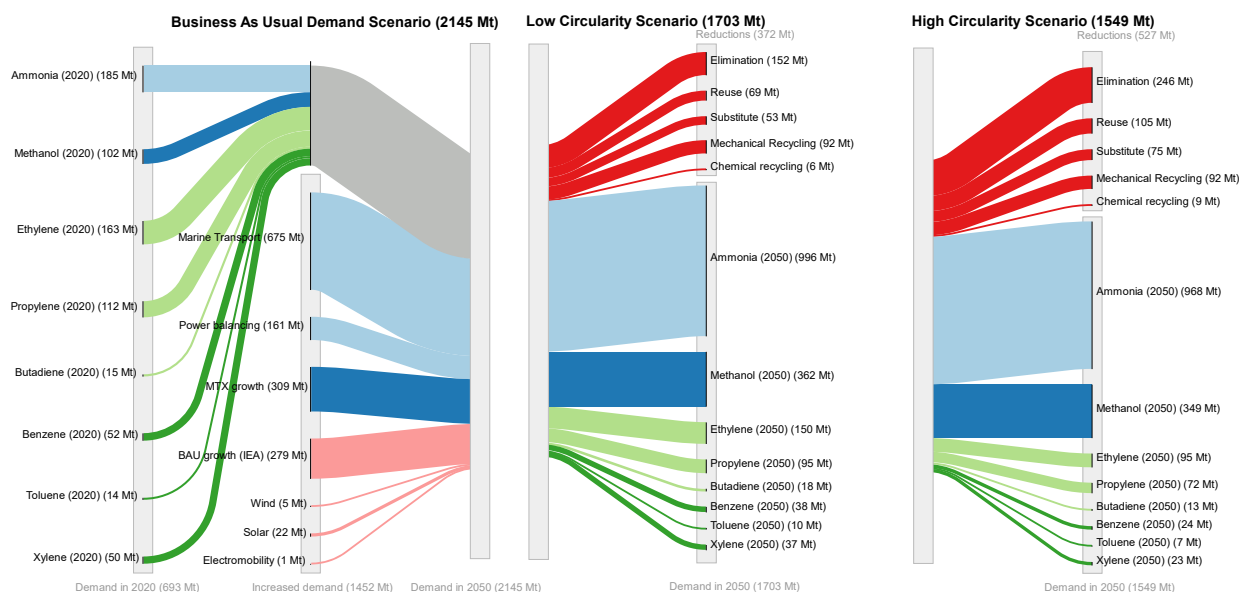 Business As Usual Demand Scenario (2145 Mt)
Ammonia (2020) (185 Mt)
Methanol (2020) (102 Mt)
Ethylene (2020) (163 Mt)
Propylene (2020) (112 Mt)
Butadiene (2020) (15 Mt)
Benzene (2020) (52 Mt)
Toluene (2020) (14 Mt)
Xylene (2020) (50 Mt)
Demand in 2020 (693 Mt)
Marine Transport (675 Mt)
Power balancing (161 Mt)
MTX growth (309 Mt)
BAU growth (IEA) (279 Mt)
Wind (5 Mt)
Solar (22 Mt)
Electromobility (1 Mt)
Increased demand (1452 Mt)
Demand in 2050 (2145 Mt)
Low Circularity Scenario (1703 Mt)
Reductions (372 Mt)
Elimination (152 Mt)
Reuse (69 Mt)
Substitute (53 Mt)
Mechanical Recycling (92 Mt)
Chemical recycling (6 Mt)
Ammonia (2050) (996 Mt)
Methanol (2050) (362 Mt)
Ethylene (2050) (150 Mt)
Propylene (2050) (95 Mt)
Butadiene (2050) (18 Mt)
Benzene (2050) (38 Mt)
Toluene (2050) (10 Mt)
Xylene (2050) (37 Mt)
Demand in 2050 (1703 Mt)
High Circularity Scenario (1549 Mt)
Reductions (527 Mt)
Elimination (246 Mt)
Reuse (105 Mt)
Substitute (75 Mt)
Mechanical Recycling (92 Mt)
Chemical recycling (9 Mt)
Ammonia (2050) (968 Mt)
Methanol (2050) (349 Mt)
Ethylene (2050) (95 Mt)
Propylene (2050) (72 Mt)
Butadiene (2050) (13 Mt)
Benzene (2050) (24 Mt)
Toluene (2050) (7 Mt)
Xylene (2050) (23 Mt)
Demand in 2050 (1549 Mt)